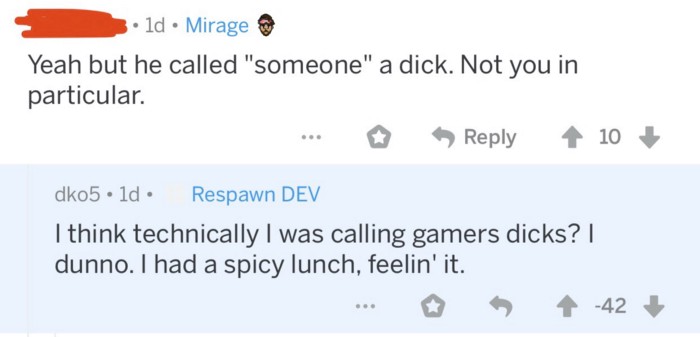 • 1d • Mirage
Yeah but he called "someone" a dick. Not you in
particular.
... Reply 10
dko5 • 1d • Respawn DEV
I think technically I was calling gamers dicks? I
dunno. I had a spicy lunch, feelin' it.
... -42